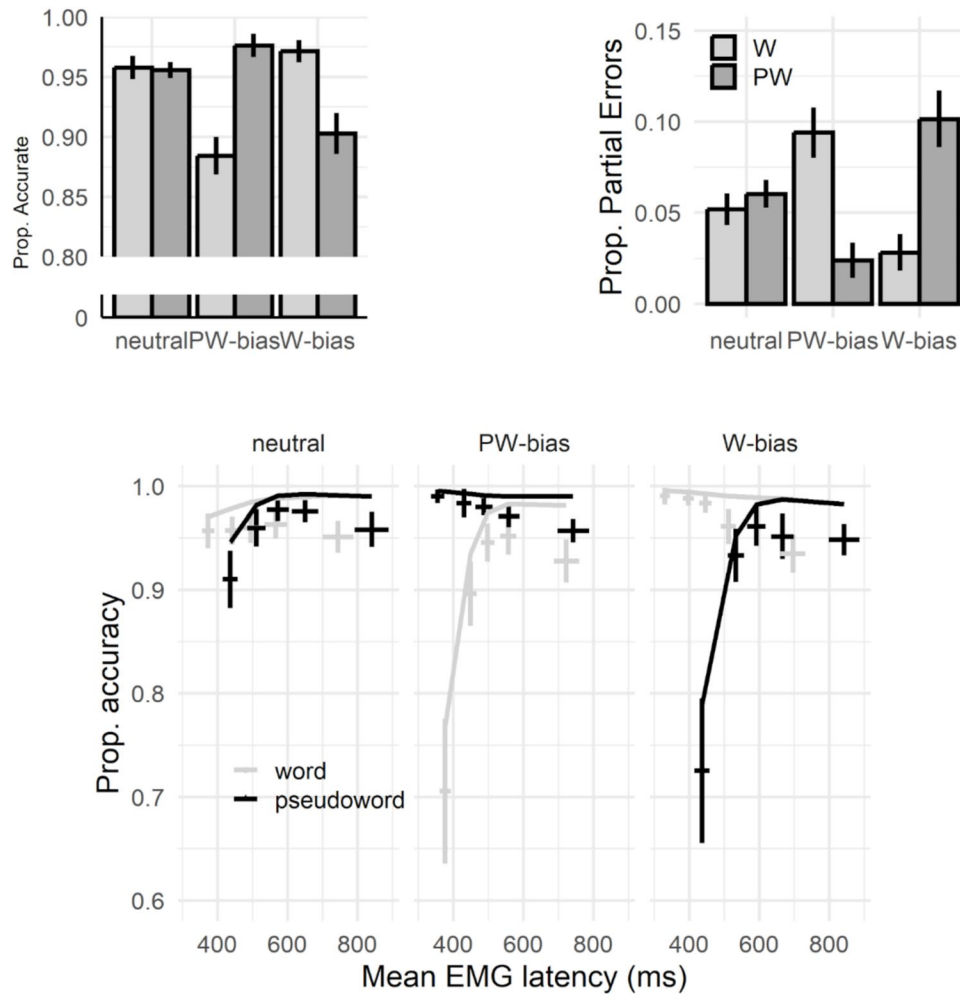 1.00
0.95
0.90
0.85
0.80
0
Prop. Accurate
neutral PW-bias W-bias
0.15
0.10
0.05
0.00
Prop. Partial Errors
W
PW
neutral PW-bias W-bias
neutral PW-bias W-bias
1.0
0.9
0.8
0.7
0.6
Prop. accuracy
word
pseudoword
400 600 800 400 600 800 400 600 800
Mean EMG latency (ms)